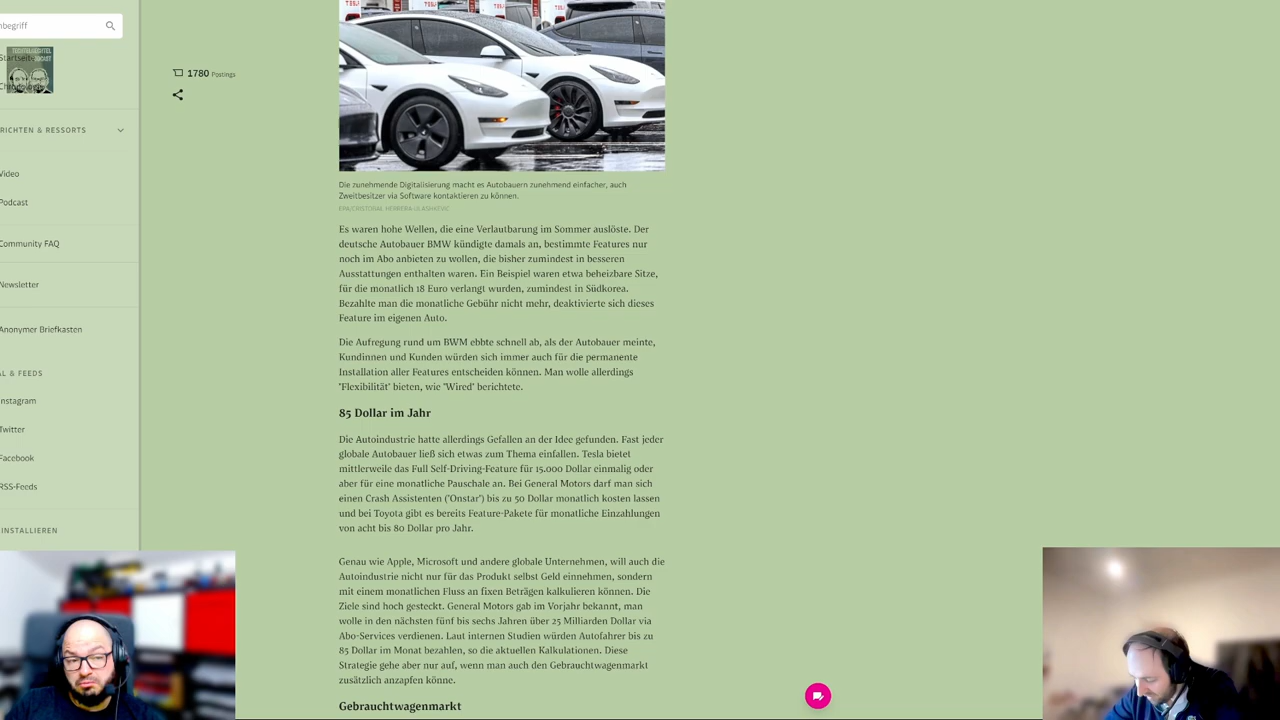 nbegriff
Startseite
TECHTELMECHTEL
PODCAST
Chronologie
RICHTEN & RESSORTS
Video
Podcast
Community FAQ
Newsletter
Anonymer Briefkasten
AL & FEEDS
Instagram
Twitter
Facebook
RSS-Feeds
INSTALLIEREN
1780 Postings
Die zunehmende Digitalisierung macht es Autobauern zunehmend einfacher, auch
Zweitbesitzer via Software kontaktieren zu können.
Es waren hohe Wellen, die eine Verlautbarung im Sommer auslöste. Der
deutsche Autobauer BMW kündigte damals an, bestimmte Features nur
noch im Abo anbieten zu wollen, die bisher zumindest in besseren
Ausstattungen enthalten waren. Ein Beispiel waren etwa beheizbare Sitze,
für die monatlich 18 Euro verlangt wurden, zumindest in Südkorea.
Bezahlte man die monatliche Gebühr nicht mehr, deaktivierte sich dieses
Feature im eigenen Auto.
Die Aufregung rund um BWM ebbte schnell ab, als der Autobauer meinte,
Kundinnen und Kunden würden sich immer auch für die permanente
Installation aller Features entscheiden können. Man wolle allerdings
"Flexibilität" bieten, wie "Wired" berichtete.
85 Dollar im Jahr
Die Autoindustrie hatte allerdings Gefallen an der Idee gefunden. Fast jeder
globale Autobauer ließ sich etwas zum Thema einfallen. Tesla bietet
mittlerweile das Full Self-Driving-Feature für 15.000 Dollar einmalig oder
aber für eine monatliche Pauschale an. Bei General Motors darf man sich
einen Crash Assistenten ("Onstar") bis zu 50 Dollar monatlich kosten lassen
und bei Toyota gibt es bereits Feature-Pakete für monatliche Einzahlungen
von acht bis 80 Dollar pro Jahr.
Genau wie Apple, Microsoft und andere globale Unternehmen, will auch die
Autoindustrie nicht nur für das Produkt selbst Geld einnehmen, sondern
mit einem monatlichen Fluss an fixen Beträgen kalkulieren können. Die
Ziele sind hoch gesteckt. General Motors gab im Vorjahr bekannt, man
wolle in den nächsten fünf bis sechs Jahren über 25 Milliarden Dollar via
Abo-Services verdienen. Laut internen Studien würden Autofahrer bis zu
85 Dollar im Monat bezahlen, so die aktuellen Kalkulationen. Diese
Strategie gehe aber nur auf, wenn man auch den Gebrauchtwagenmarkt
zusätzlich anzapfen könne.
Gebrauchtwagenmarkt